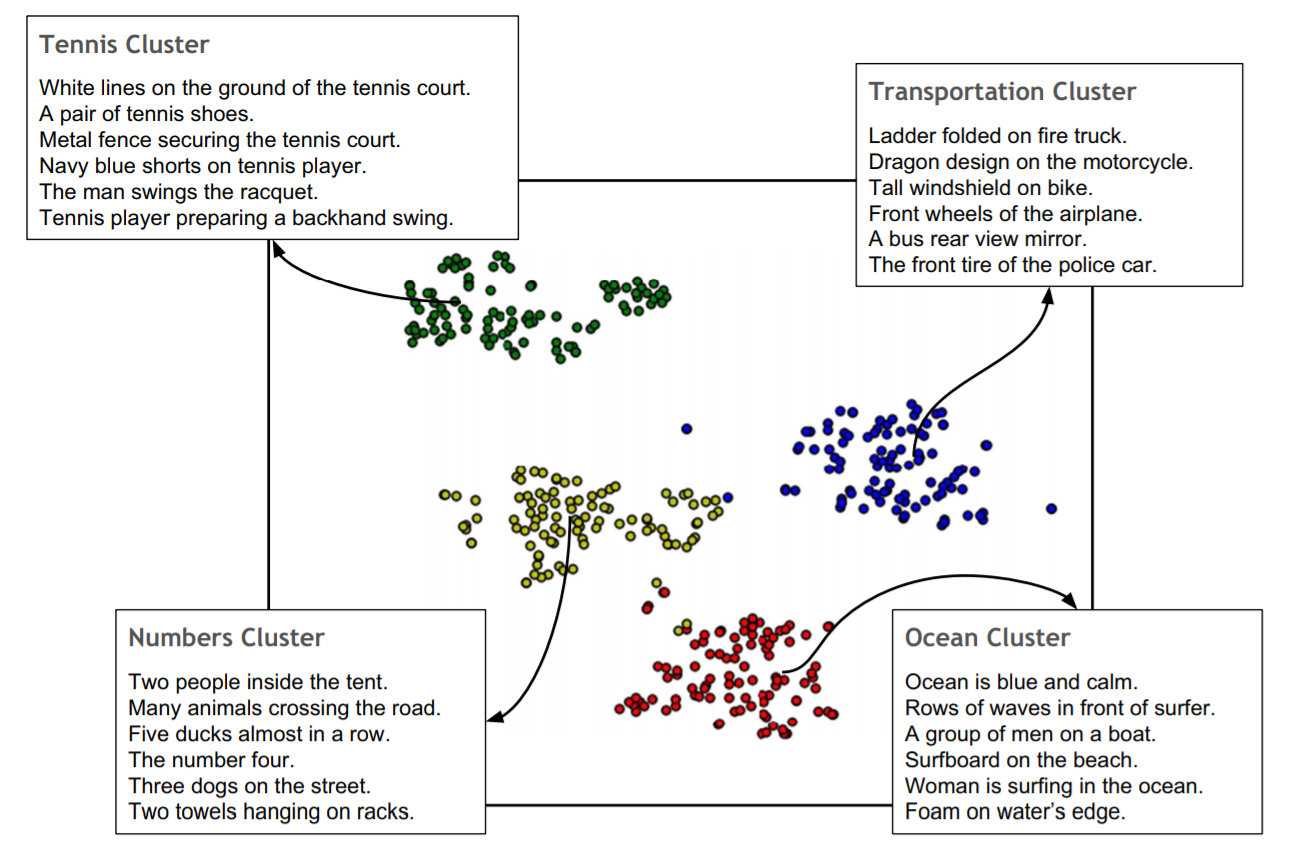 Tennis Cluster
White lines on the ground of the tennis court.
A pair of tennis shoes.
Metal fence securing the tennis court.
Navy blue shorts on tennis player.
The man swings the racquet.
Tennis player preparing a backhand swing.
Transportation Cluster
Ladder folded on fire truck.
Dragon design on the motorcycle.
Tall windshield on bike.
Front wheels of the airplane.
A bus rear view mirror.
The front tire of the police car.
Numbers Cluster
Two people inside the tent.
Many animals crossing the road.
Five ducks almost in a row.
The number four.
Three dogs on the street.
Two towels hanging on racks.
Ocean Cluster
Ocean is blue and calm.
Rows of waves in front of surfer.
A group of men on a boat.
Surfboard on the beach.
Woman is surfing in the ocean.
Foam on water’s edge.